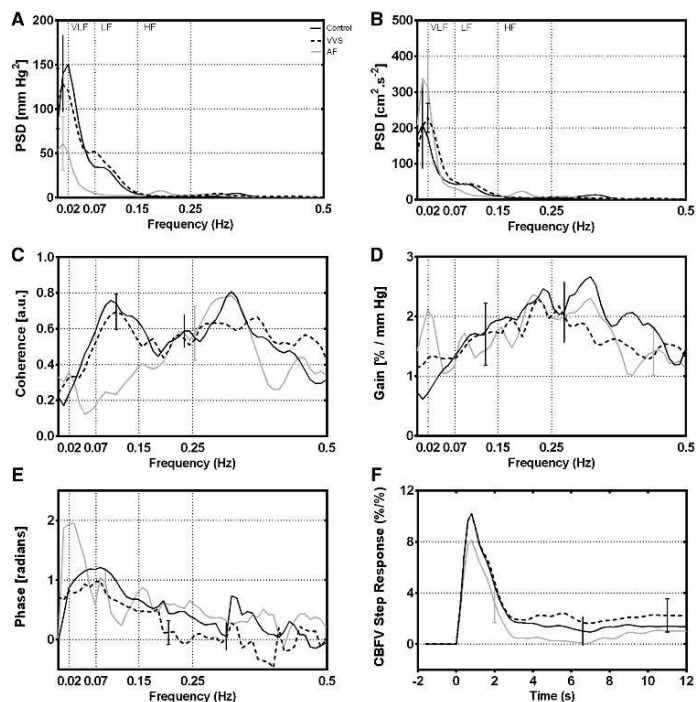 A
VLF LF HF
Control
VVS
AF
PSD [mm Hg²]
200
150
100
50
0
0.02 0.07 0.15 0.25 0.5
Frequency (Hz)
B
VLF LF HF
PSD [cm².s⁻²]
500
400
300
200
100
0
0.02 0.07 0.15 0.25 0.5
Frequency (Hz)
C
Coherence [a.u.]
1.0
0.8
0.6
0.4
0.2
0.0
0.02 0.07 0.15 0.25 0.5
Frequency (Hz)
D
Gain [% / mm Hg]
3
2
1
0
0.02 0.07 0.15 0.25 0.5
Frequency (Hz)
E
Phase [radians]
2
1
0
0.02 0.07 0.15 0.25 0.5
Frequency (Hz)
F
CBFV Step Response (%/%)
12
8
4
0
-2 0 2 4 6 8 10 12
Time (s)